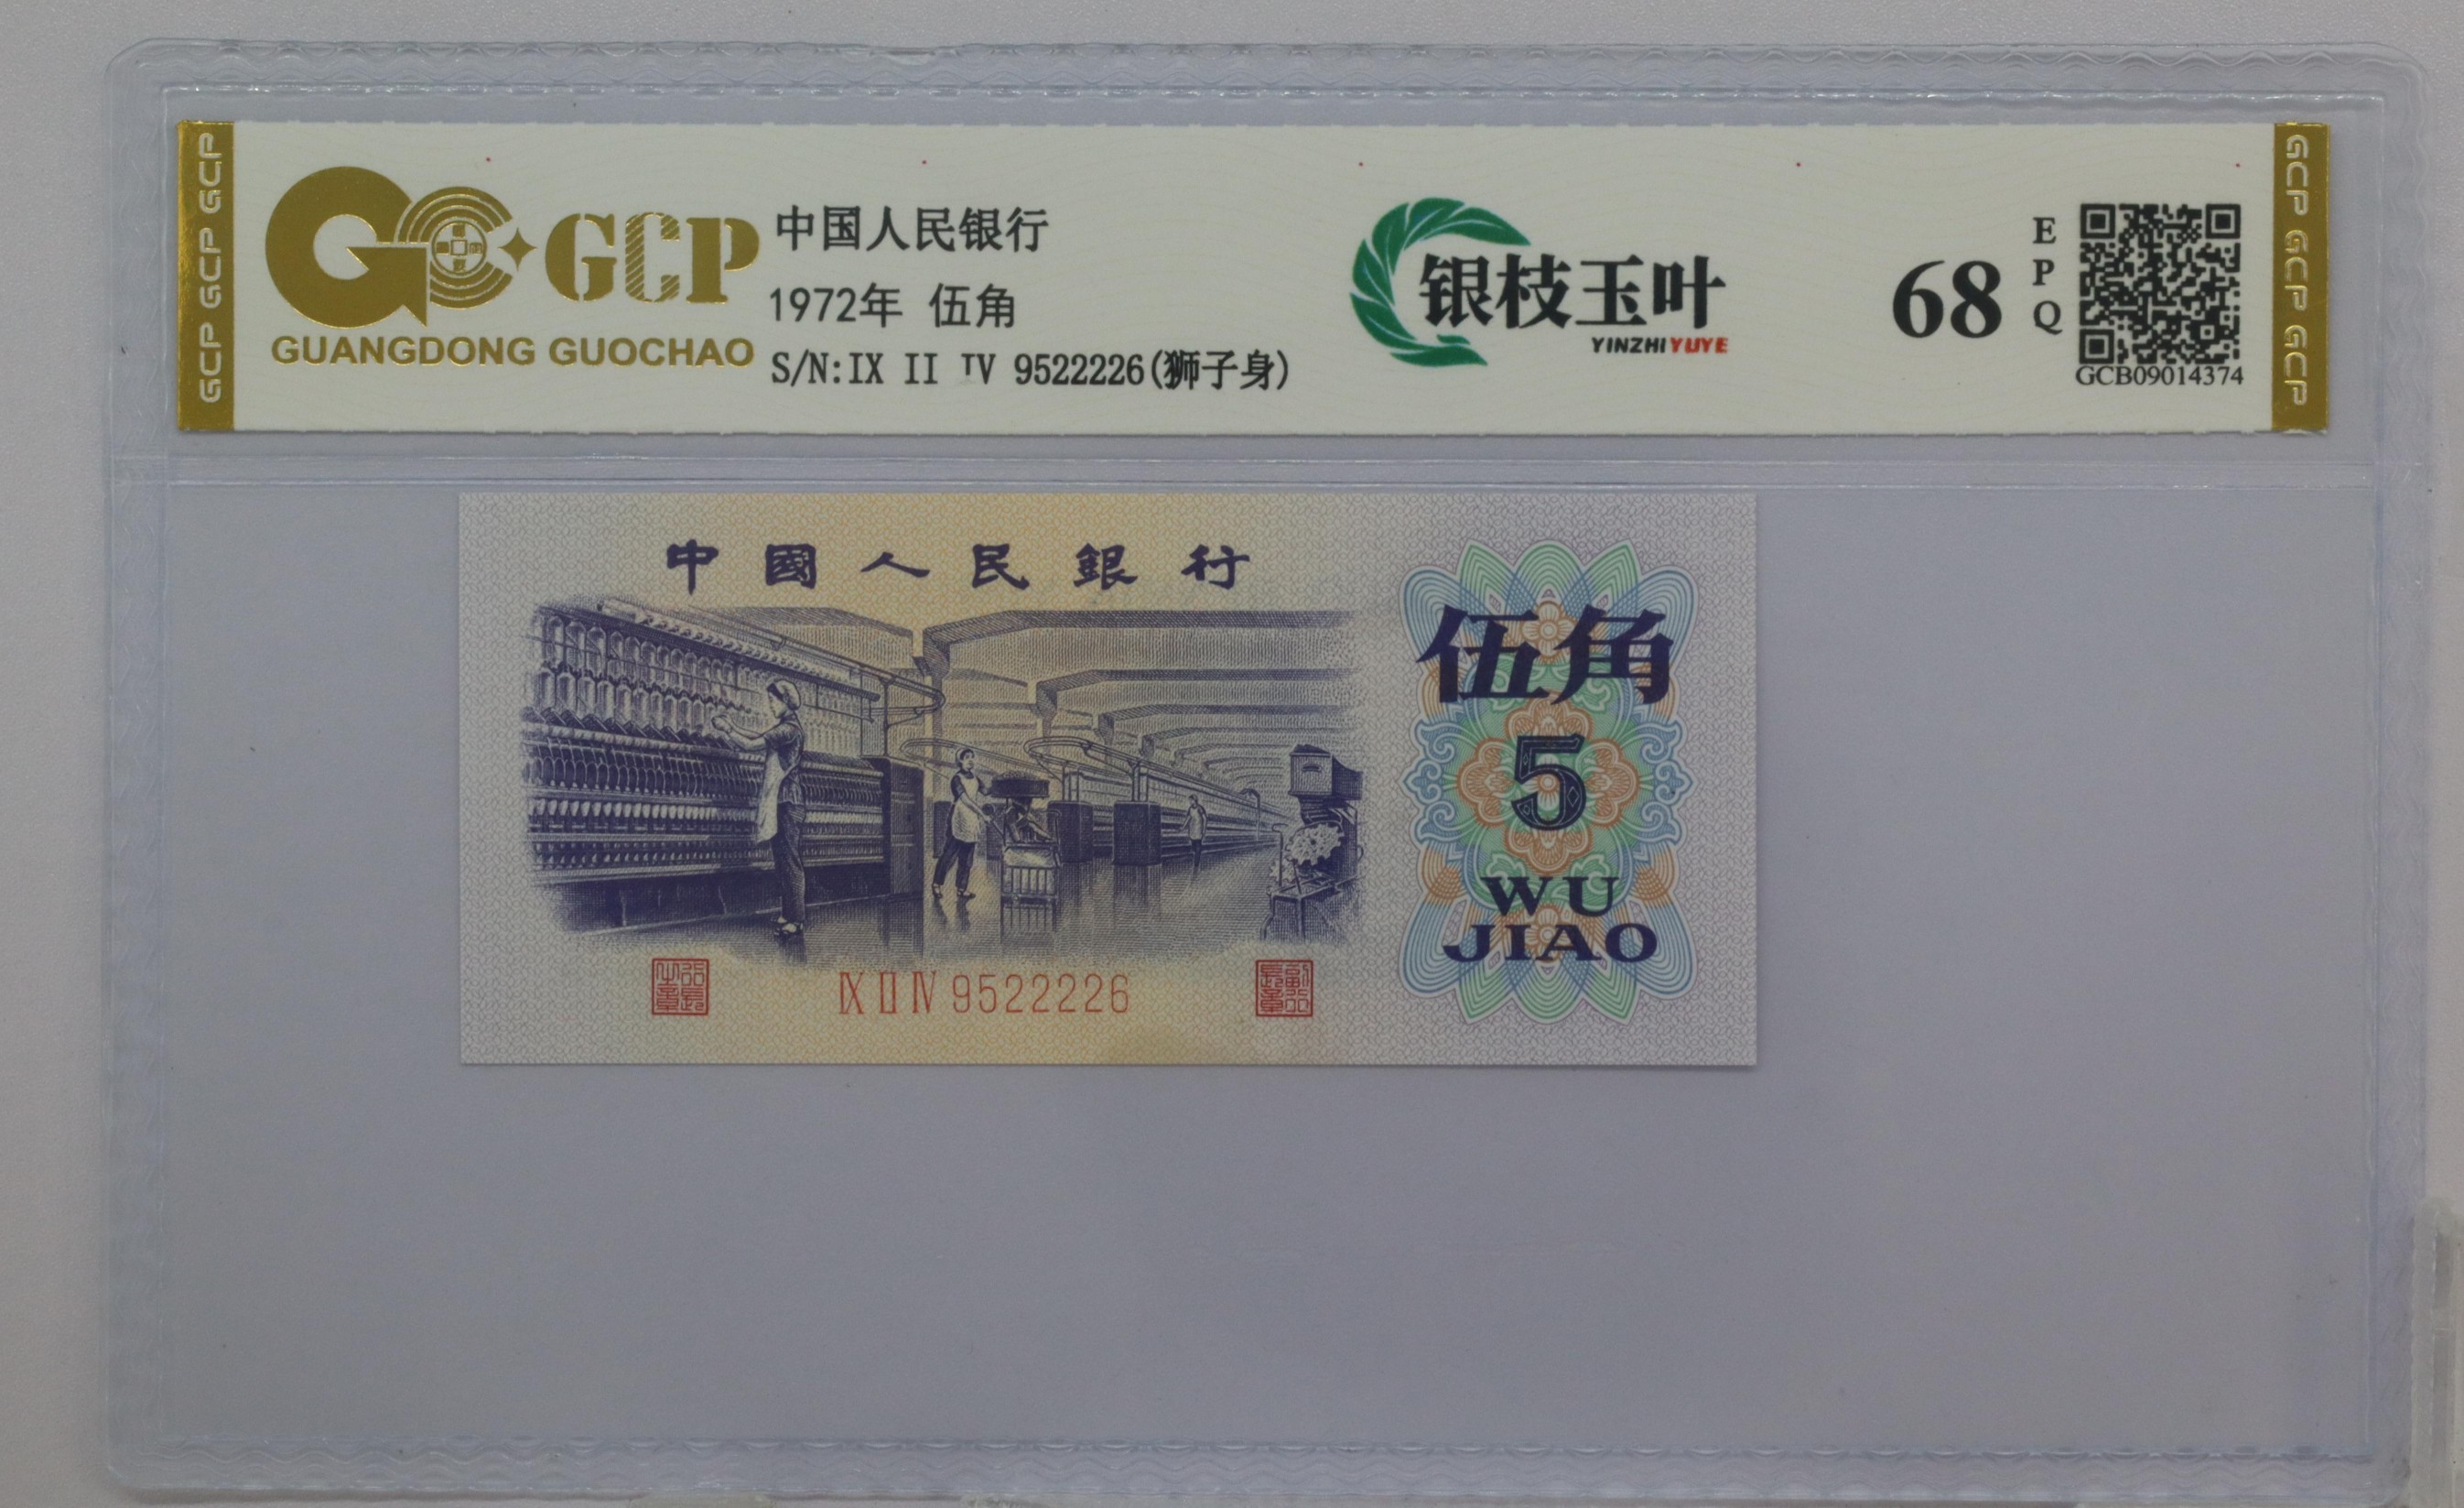 GCP GCP GCP
GCP
GUANGDONG GUOCHAO
中国人民银行
1972年 伍角
S/N:IX II IV 9522226(狮子身)
银枝玉叶
YINZHIYUYE
68
EPQ
GCB09014374
GCP GCP GCP
中國人民銀行
伍角
5
WU
JIAO
IX II IV 9522226